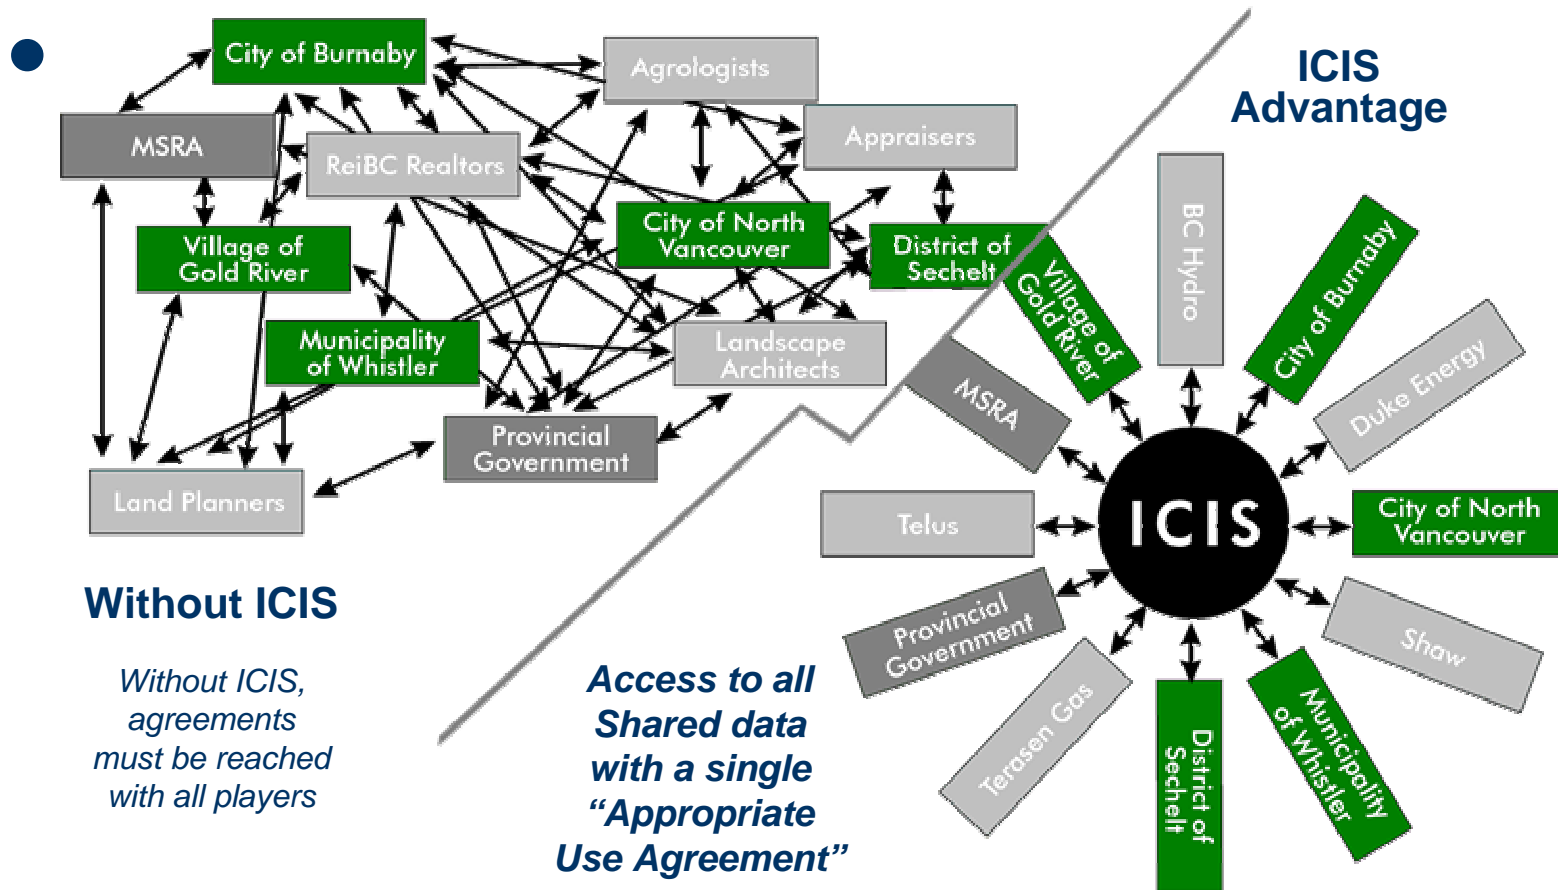 City of Burnaby
Agrologists
MSRA
ReiBC Realtors
Appraisers
Village of
Gold River
City of North
Vancouver
District of
Sechelt
Municipality
of Whistler
Landscape
Architects
Provincial
Government
Land Planners
Without ICIS
Without ICIS,
agreements
must be reached
with all players
ICIS
Advantage
BC Hydro
City of Burnaby
Duke Energy
City of North
Vancouver
Shaw
Municipality
of Whistler
District of
Sechelt
Terasen Gas
Provincial
Government
Telus
MSRA
Village of
Gold River
ICIS
Access to all
Shared data
with a single
“Appropriate
Use Agreement”